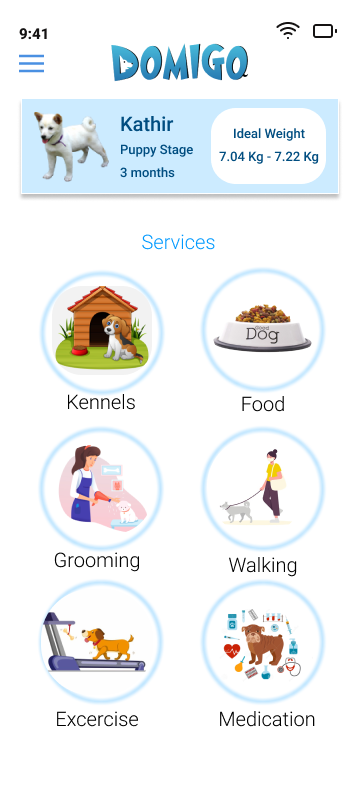 9:41
DOMIGO
Kathir
Puppy Stage
3 months
Ideal Weight
7.04 Kg - 7.22 Kg
Services
Dog
Kennels
Food
Grooming
Walking
Excercise
Medication